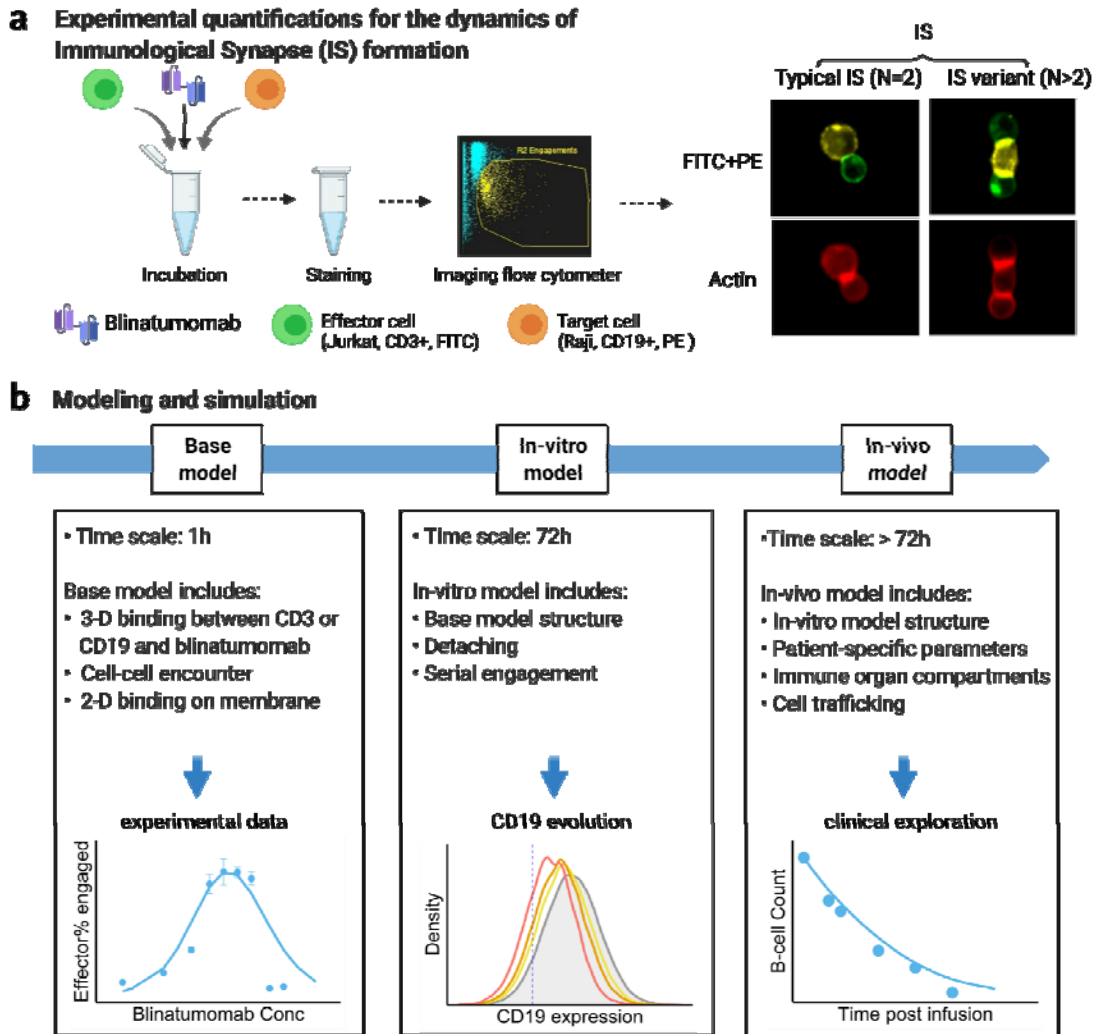 a Experimental quantifications for the dynamics of
Immunological Synapse (IS) formation
IS
Typical IS (N=2)
IS variant (N>2)
R2 Engagements
FITC+PE
Actin
Incubation
Staining
Imaging flow cytometer
Blinatumomab
Effector cell
(Jurkat, CD3+, FITC)
Target cell
(Raji, CD19+, PE )
b Modeling and simulation
Base
model
In-vitro
model
In-vivo
model
• Time scale: 1h
Base model includes:
• 3-D binding between CD3 or
CD19 and blinatumomab
• Cell-cell encounter
• 2-D binding on membrane
experimental data
Effector% engaged
Blinatumomab Conc
• Time scale: 72h
In-vitro model includes:
• Base model structure
• Detaching
• Serial engagement
CD19 evolution
Density
CD19 expression
•Time scale: > 72h
In-vivo model includes:
• In-vitro model structure
• Patient-specific parameters
• Immune organ compartments
• Cell trafficking
clinical exploration
B-cell Count
Time post infusion